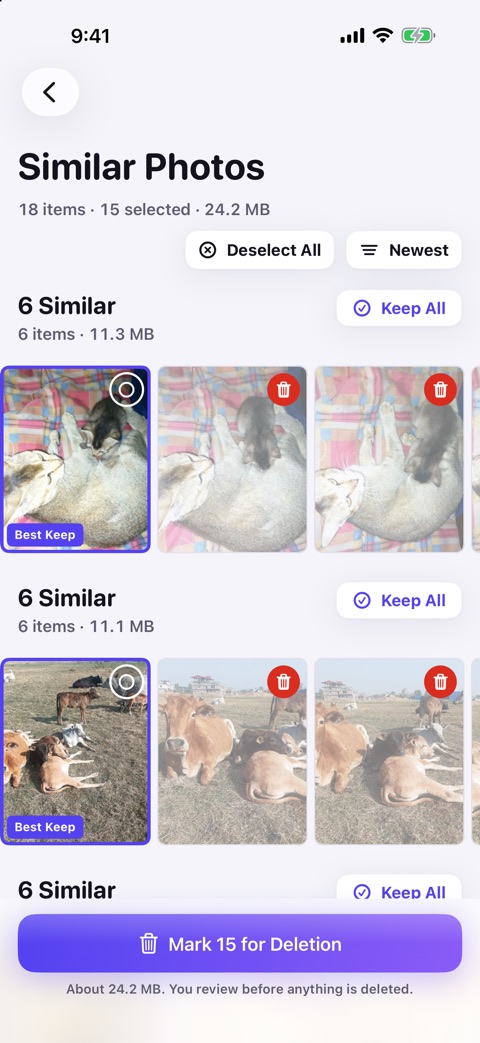 9:41
Similar Photos
18 items · 15 selected · 24.2 MB
Deselect All
Newest
6 Similar
Keep All
6 items · 11.3 MB
Best Keep
6 Similar
Keep All
6 items · 11.1 MB
Best Keep
6 Similar
Keep All
Mark 15 for Deletion
About 24.2 MB. You review before anything is deleted.